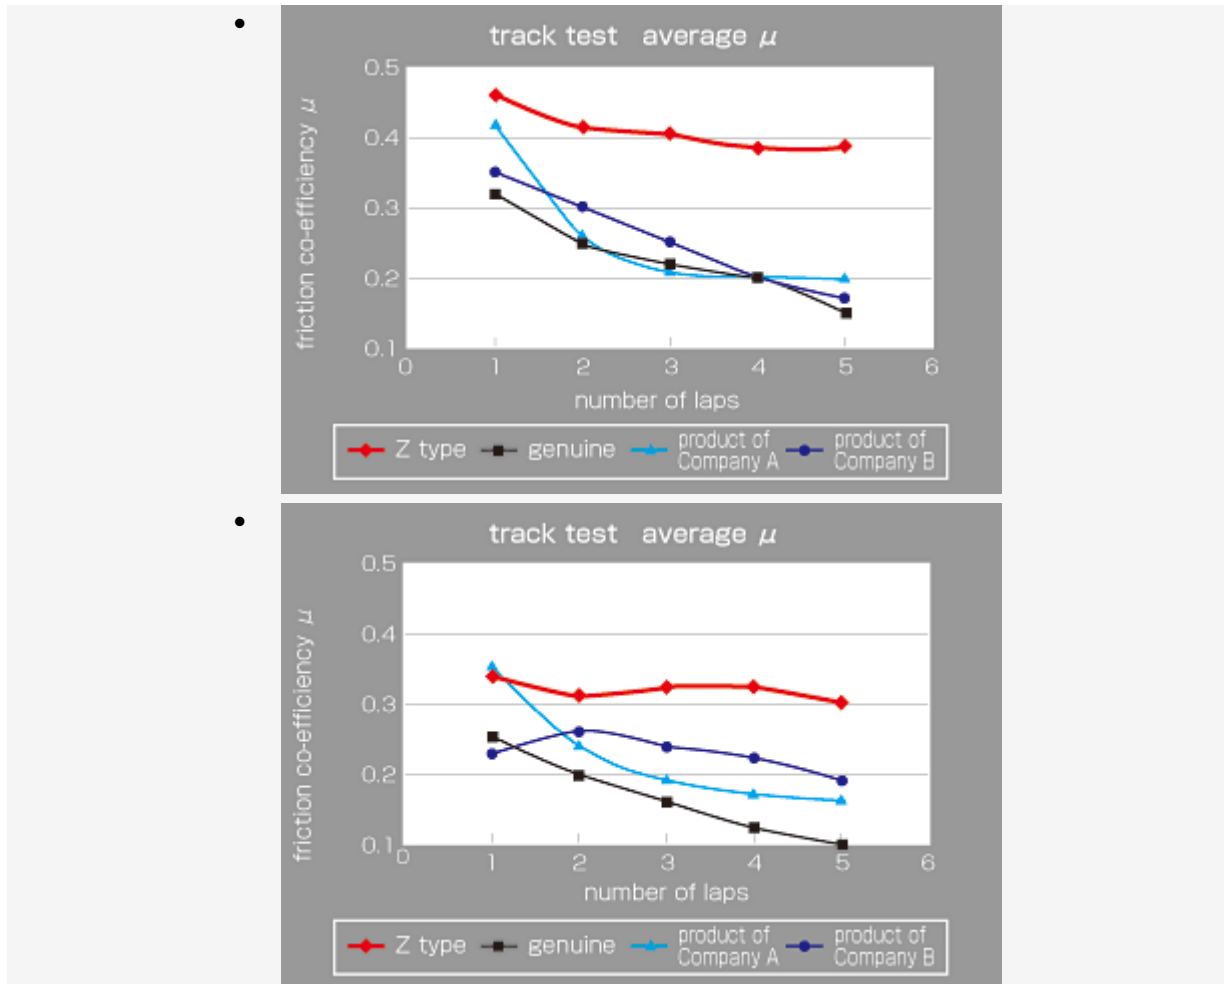 track test average μ
friction co-efficiency μ
0.5
0.4
0.3
0.2
0.1
0 1 2 3 4 5 6
number of laps
Z type genuine product of Company A product of Company B
track test average μ
friction co-efficiency μ
0.5
0.4
0.3
0.2
0.1
0 1 2 3 4 5 6
number of laps
Z type genuine product of Company A product of Company B